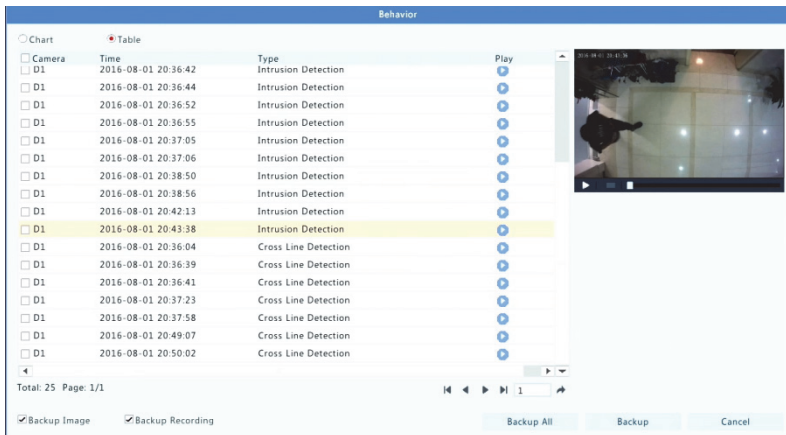 Behavior
Chart Table
Camera Time Type Play
D1 2016-08-01 20:36:42 Intrusion Detection
D1 2016-08-01 20:36:44 Intrusion Detection
D1 2016-08-01 20:36:52 Intrusion Detection
D1 2016-08-01 20:36:55 Intrusion Detection
D1 2016-08-01 20:37:05 Intrusion Detection
D1 2016-08-01 20:37:06 Intrusion Detection
D1 2016-08-01 20:38:50 Intrusion Detection
D1 2016-08-01 20:38:56 Intrusion Detection
D1 2016-08-01 20:42:13 Intrusion Detection
D1 2016-08-01 20:43:38 Intrusion Detection
D1 2016-08-01 20:36:04 Cross Line Detection
D1 2016-08-01 20:36:39 Cross Line Detection
D1 2016-08-01 20:36:41 Cross Line Detection
D1 2016-08-01 20:37:23 Cross Line Detection
D1 2016-08-01 20:37:58 Cross Line Detection
D1 2016-08-01 20:49:07 Cross Line Detection
D1 2016-08-01 20:50:02 Cross Line Detection
Total: 25 Page: 1/1 1
Backup Image Backup Recording Backup All Backup Cancel